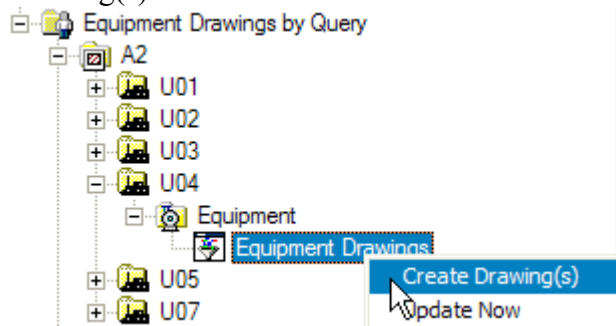 Equipment Drawings by Query
A2
U01
U02
U03
U04
Equipment
Equipment Drawings
U05
Create Drawing(s)
U07
Update Now